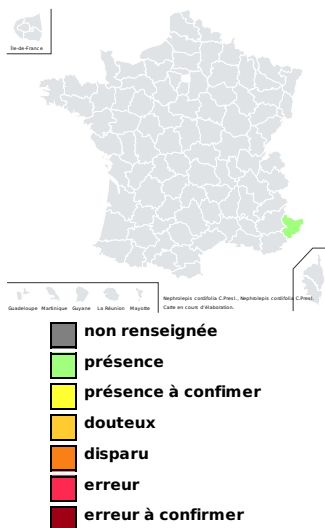 Île-de-France
Nephrolepis cordifolia C.Presl., Nephrolepis cordifolia C.Presl.
Carte en cours d'élaboration.
Guadeloupe Martinique Guyane La Réunion Mayotte
non renseignée
présence
présence à confimer
douteux
disparu
erreur
erreur à confirmer